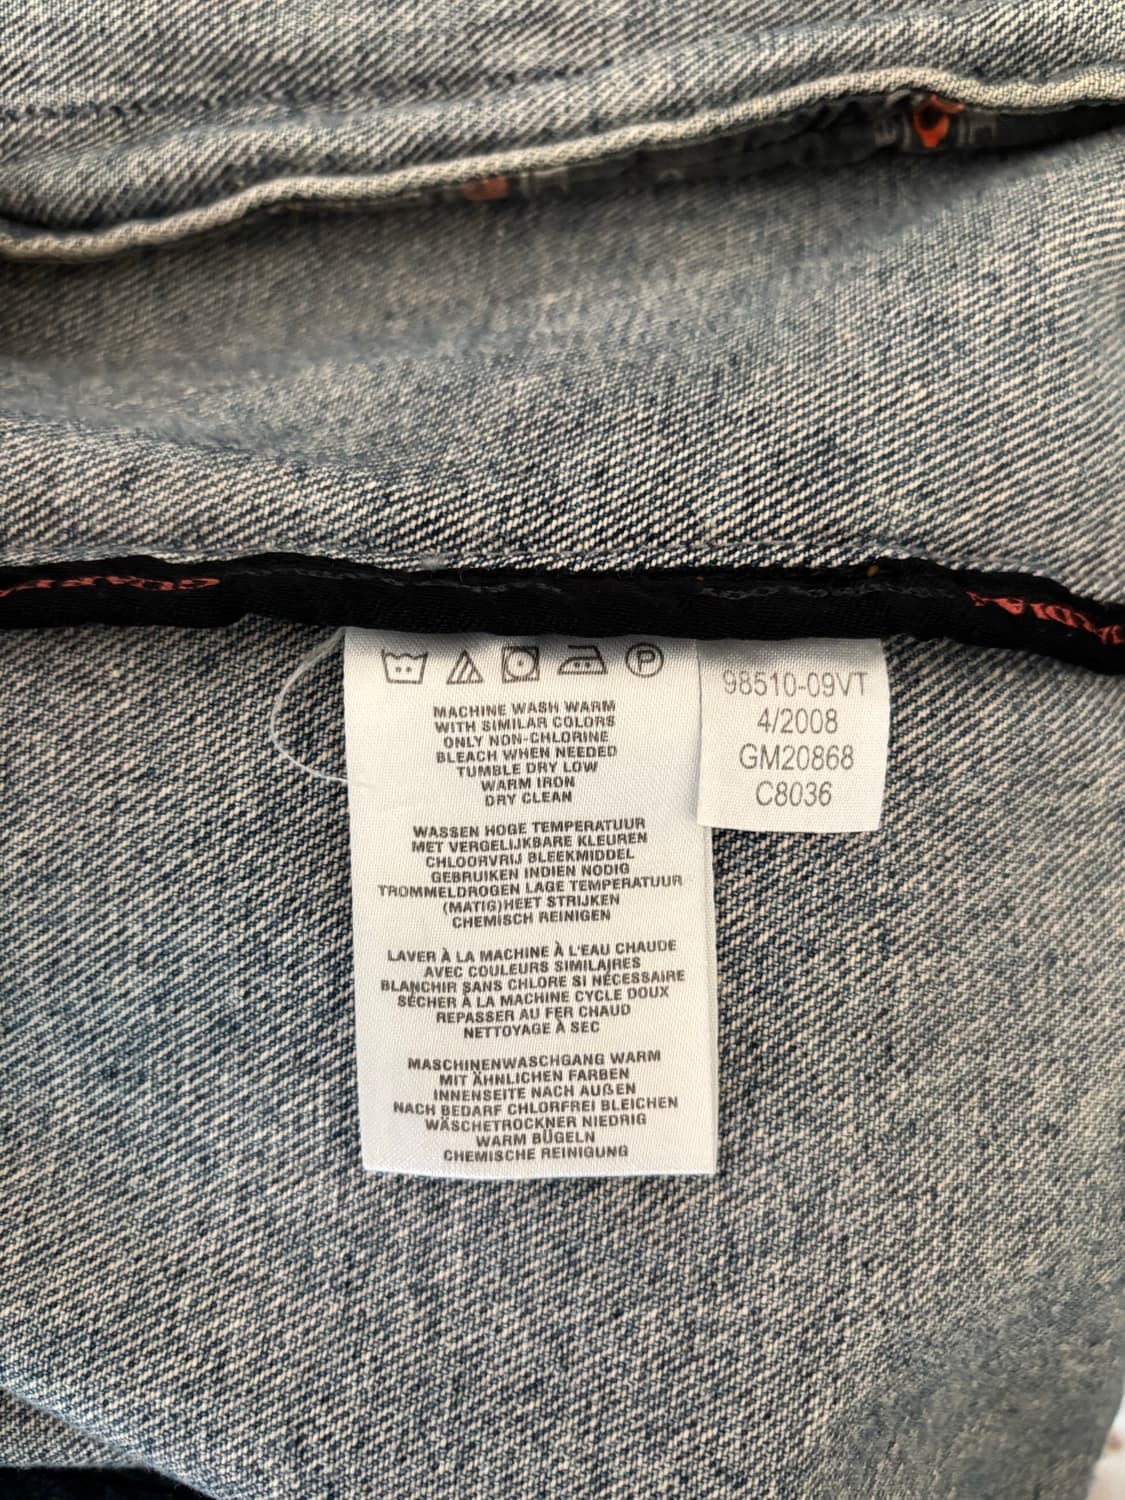 MACHINE WASH WARM
WITH SIMILAR COLORS
ONLY NON-CHLORINE
BLEACH WHEN NEEDED
TUMBLE DRY LOW
WARM IRON
DRY CLEAN
WASSEN HOGE TEMPERATUUR
MET VERGELIJKBARE KLEUREN
CHLOORVRIJ BLEEKMIDDEL
GEBRUIKEN INDIEN NODIG
TROMMELDROGEN LAGE TEMPERATUUR
(MATIG)HEET STRIJKEN
CHEMISCH REINIGEN
LAVER À LA MACHINE À L'EAU CHAUDE
AVEC COULEURS SIMILAIRES
BLANCHIR SANS CHLORE SI NÉCESSAIRE
SÉCHER À LA MACHINE CYCLE DOUX
REPASSER AU FER CHAUD
NETTOYAGE À SEC
MASCHINENWASCHGANG WARM
MIT ÄHNLICHEN FARBEN
INNENSEITE NACH AUßEN
NACH BEDARF CHLORFREI BLEICHEN
WÄSCHETROCKNER NIEDRIG
WARM BÜGELN
CHEMISCHE REINIGUNG
98510-09VT
4/2008
GM20868
C8036